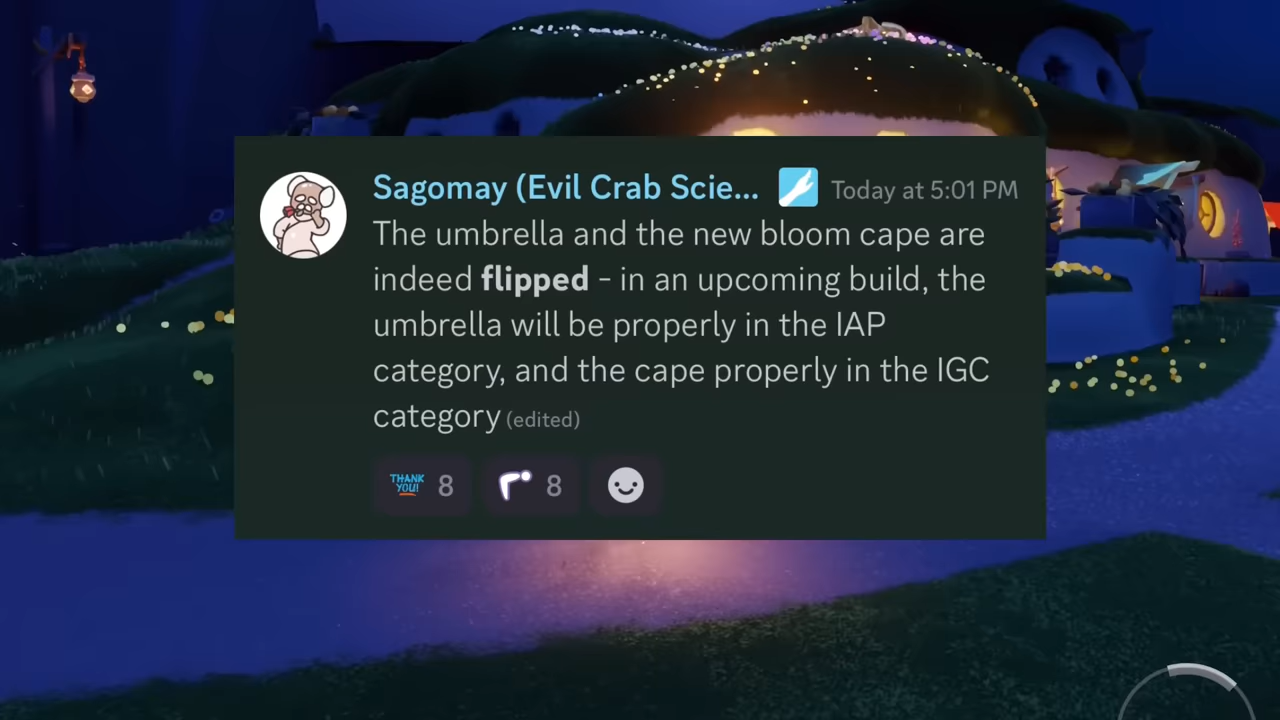 Sagomay (Evil Crab Scie... Today at 5:01 PM
The umbrella and the new bloom cape are
indeed flipped - in an upcoming build, the
umbrella will be properly in the IAP
category, and the cape properly in the IGC
category (edited)
THANK YOU! 8 8